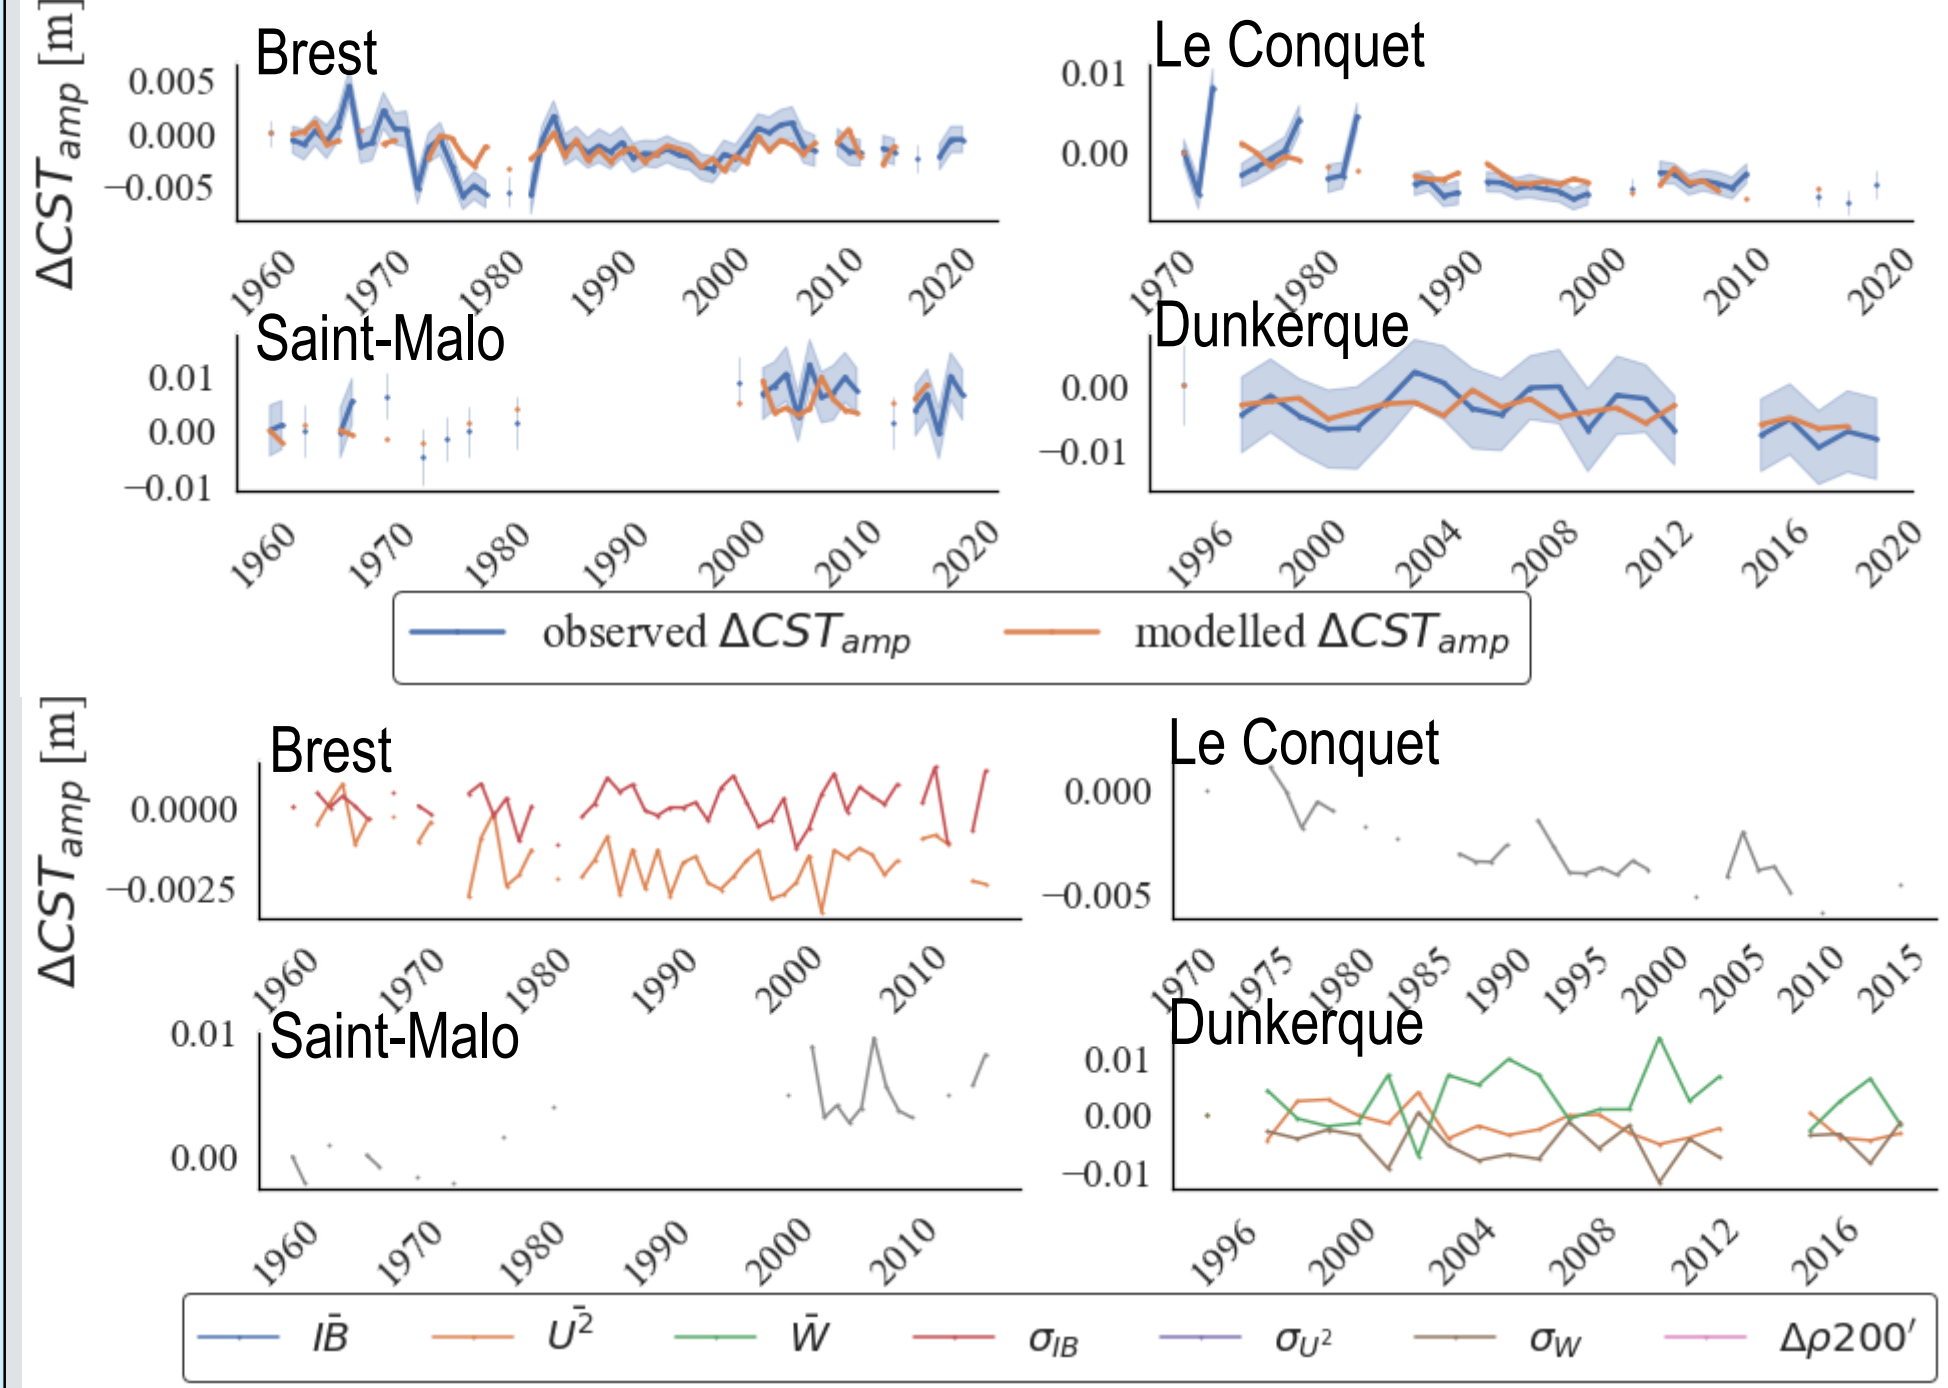 ΔCST_amp [m]
Brest
0.005
0.000
−0.005
1960 1970 1980 1990 2000 2010 2020
Le Conquet
0.01
0.00
1970 1980 1990 2000 2010 2020
Saint-Malo
0.01
0.00
−0.01
1960 1970 1980 1990 2000 2010 2020
Dunkerque
0.00
−0.01
1996 2000 2004 2008 2012 2016 2020
observed ΔCST_amp modelled ΔCST_amp
ΔCST_amp [m]
Brest
0.0000
−0.0025
1960 1970 1980 1990 2000 2010
Le Conquet
0.000
−0.005
1970 1975 1980 1985 1990 1995 2000 2005 2010 2015
Saint-Malo
0.01
0.00
1960 1970 1980 1990 2000 2010
Dunkerque
0.01
0.00
−0.01
1996 2000 2004 2008 2012 2016
IB̄ Ū² W̄ σ_IB σ_U² σ_W Δρ200′